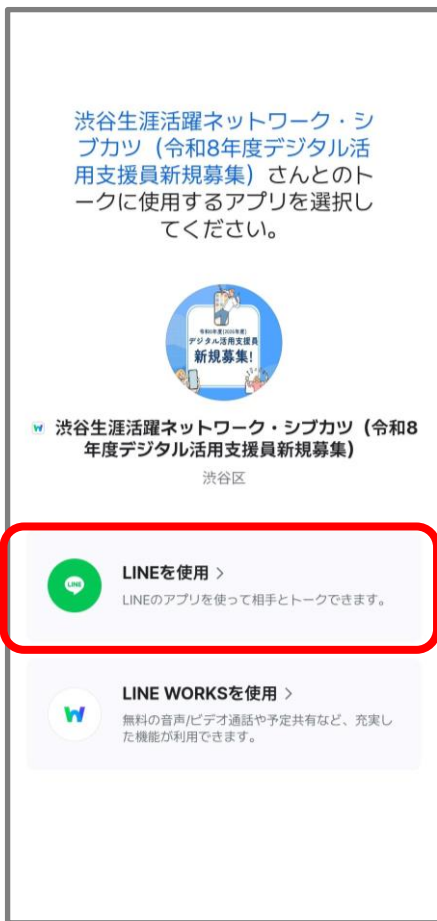 渋谷生涯活躍ネットワーク・シ
ブカツ（令和8年度デジタル活
用支援員新規募集）さんとのト
ークに使用するアプリを選択し
てください。
令和8年度(2026年度)
デジタル活用支援員
新規募集!
渋谷生涯活躍ネットワーク・シブカツ（令和8
年度デジタル活用支援員新規募集)
渋谷区
LINE
LINEを使用 >
LINEのアプリを使って相手とトークできます。
LINE WORKSを使用 >
無料の音声/ビデオ通話や予定共有など、充実し
た機能が利用できます。